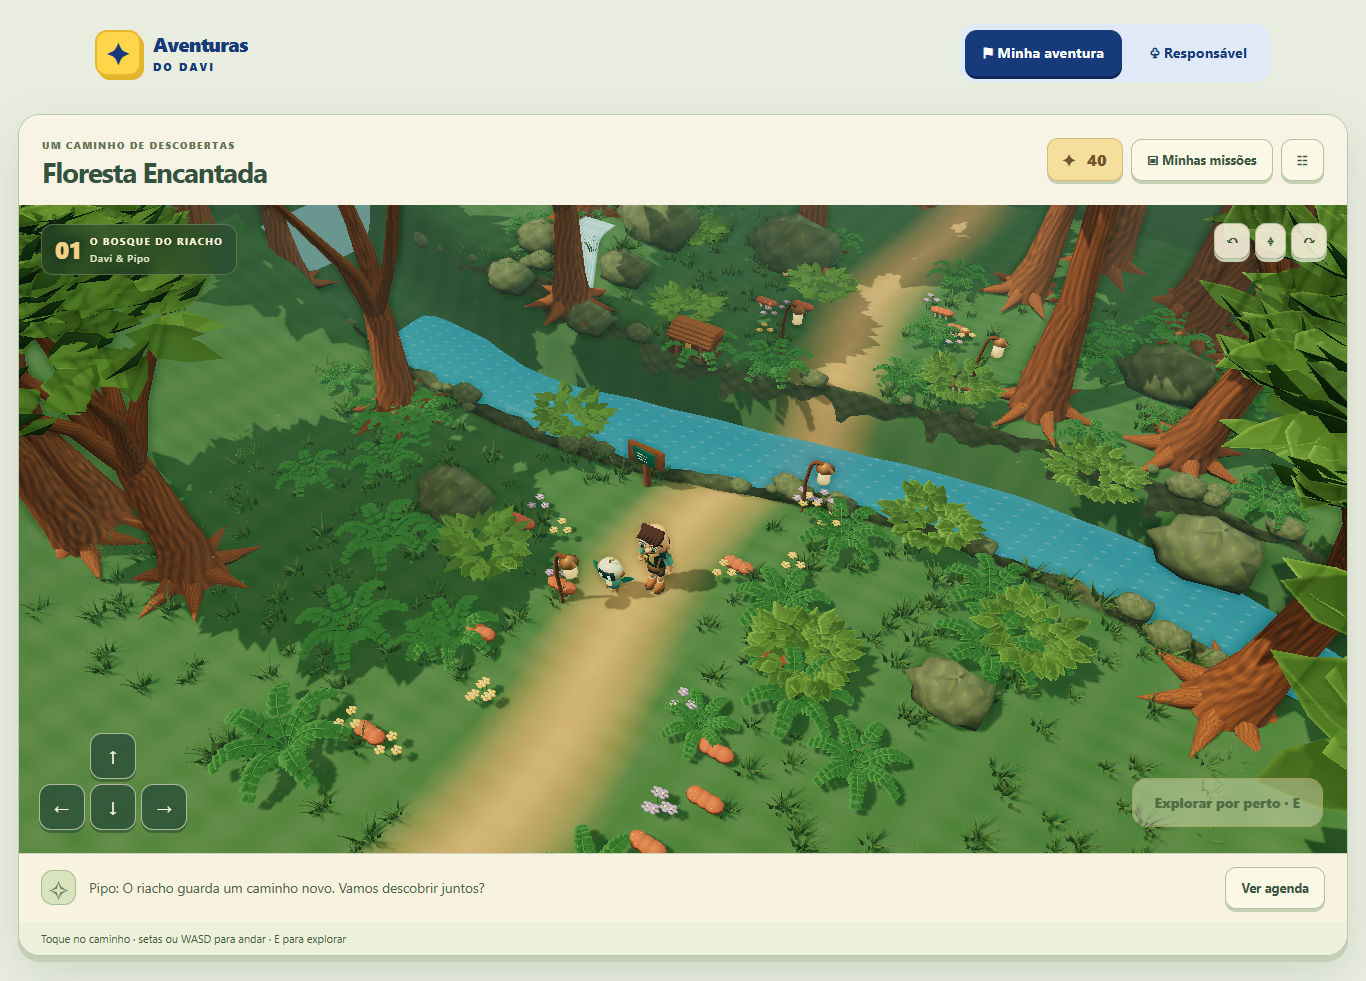 Aventuras
DO DAVI
Minha aventura
Responsável
UM CAMINHO DE DESCOBERTAS
Floresta Encantada
40
Minhas missões
01
O BOSQUE DO RIACHO
Davi & Pipo
↑
← ↓ →
Explorar por perto · E
Pipo: O riacho guarda um caminho novo. Vamos descobrir juntos?
Ver agenda
Toque no caminho · setas ou WASD para andar · E para explorar